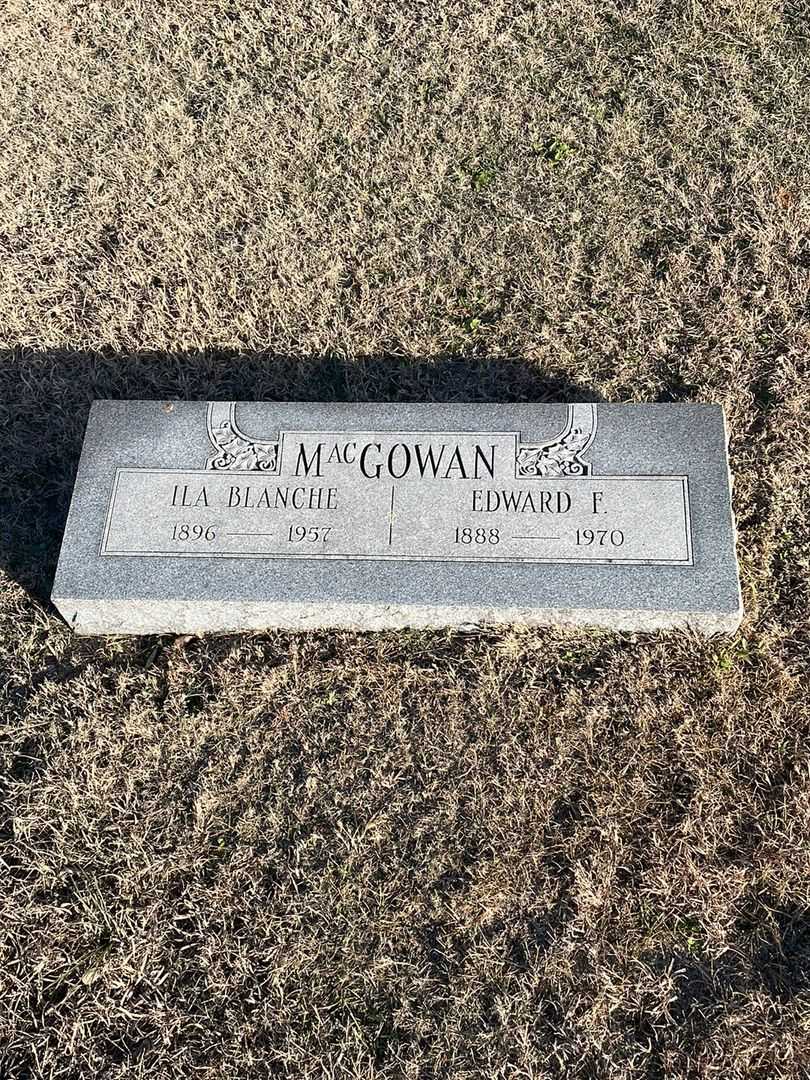 MacGOWAN
ILA BLANCHE
1896 — 1957
EDWARD F.
1888 — 1970